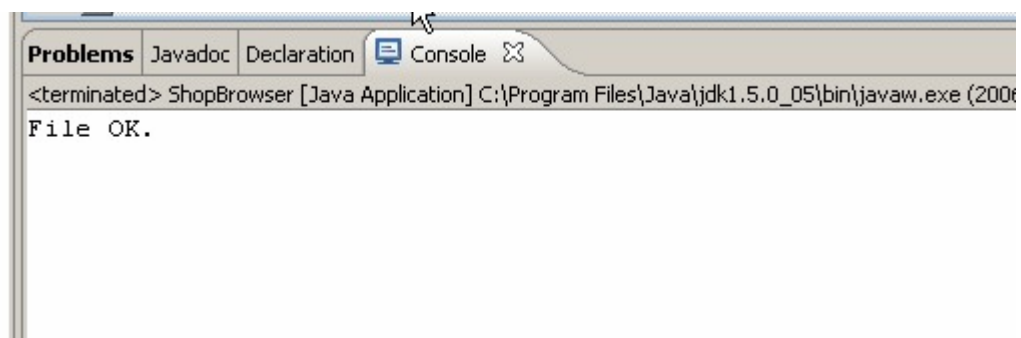 Problems Javadoc Declaration Console
<terminated> ShopBrowser [Java Application] C:\Program Files\Java\jdk1.5.0_05\bin\javaw.exe (2006
File OK.